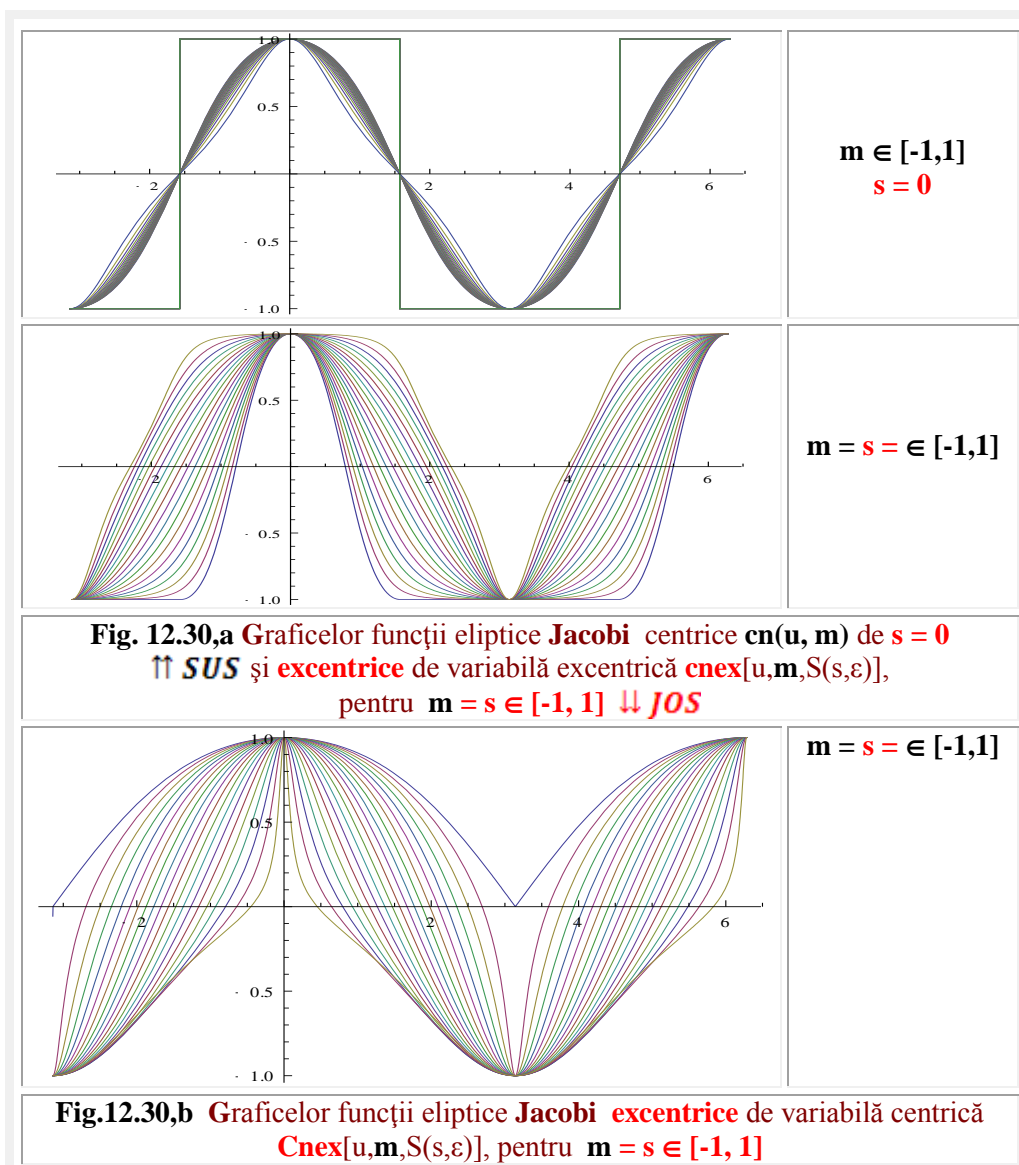 1.0
0.5
- 2
2
4
6
- 0.5
- 1.0
m ∈ [-1,1]
s = 0
1.0
0.5
- 2
2
4
6
- 0.5
- 1.0
m = s = ∈ [-1,1]
Fig. 12.30,a Graficelor funcţii eliptice Jacobi centrice cn(u, m) de s = 0
⇈ SUS şi excentrice de variabilă excentrică cnex[u,m,S(s,ε)],
pentru m = s ∈ [-1, 1] ⇊ JOS
1.0
0.5
- 2
2
4
6
- 0.5
- 1.0
m = s = ∈ [-1,1]
Fig.12.30,b Graficelor funcţii eliptice Jacobi excentrice de variabilă centrică
Cnex[u,m,S(s,ε)], pentru m = s ∈ [-1, 1]